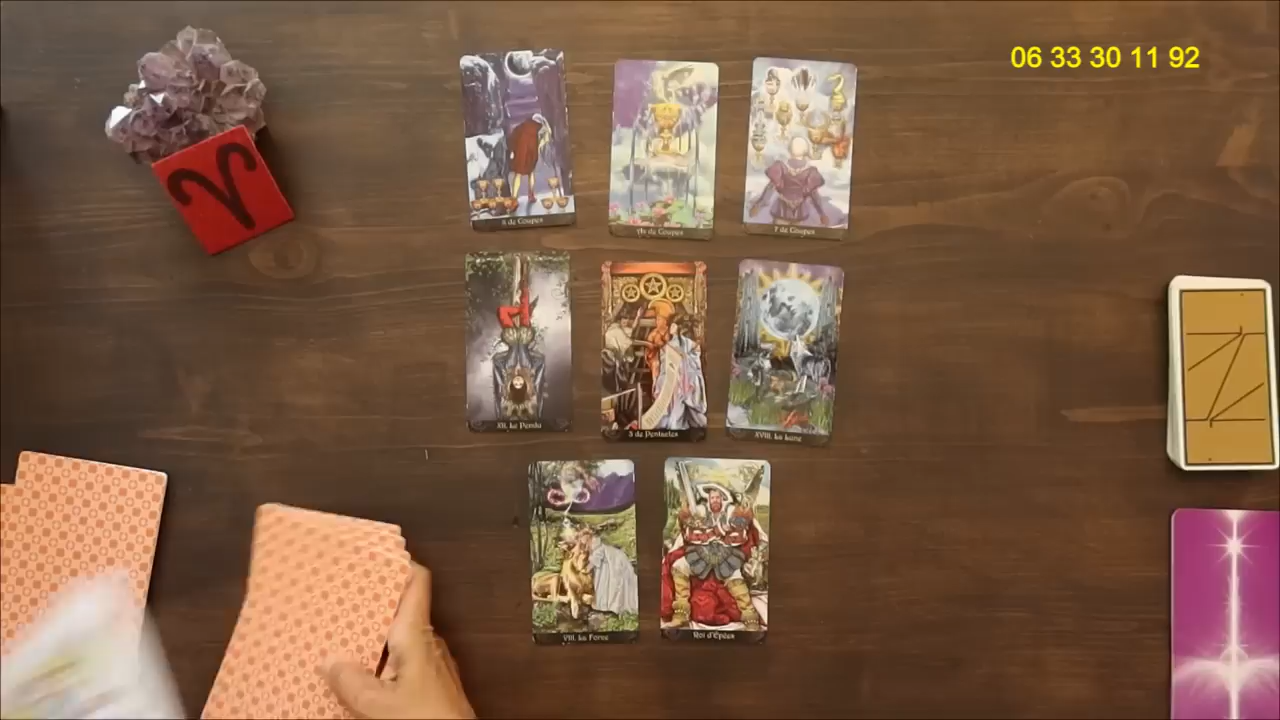 06 33 30 11 92
8 de Coupes
As de Coupes
7 de Coupes
XII. Le Pendu
3 de Pentacles
XVIII. La Lune
VIII. La Force
Roi d'Épées